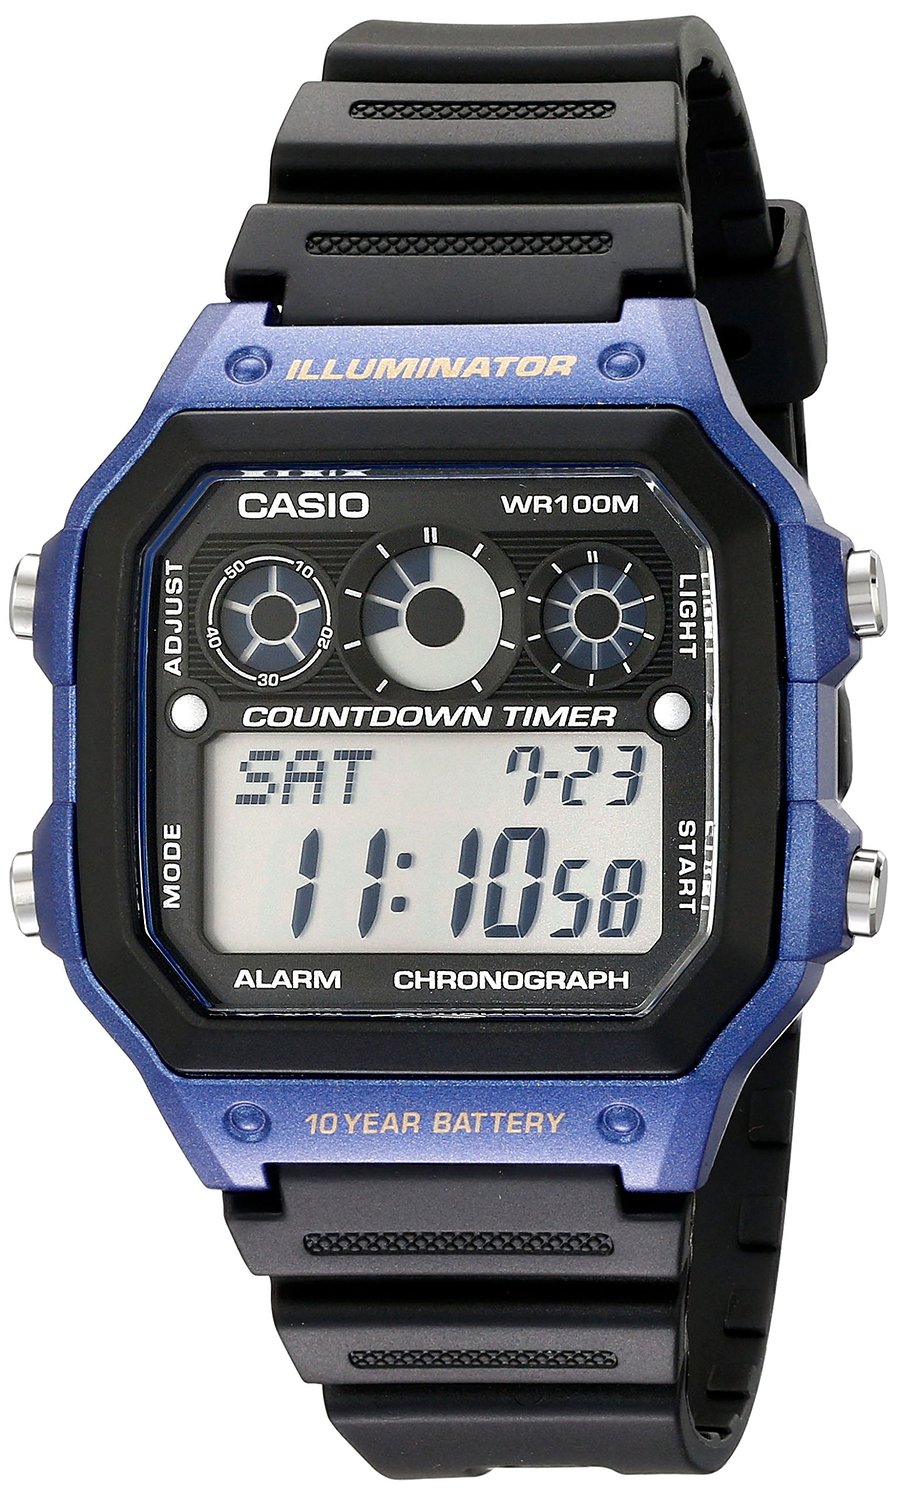 ILLUMINATOR
CASIO WR100M
ADJUST
LIGHT
50 10
40 20
30
COUNTDOWN TIMER
SAT 7-23
11:10 58
MODE
START
ALARM CHRONOGRAPH
10 YEAR BATTERY